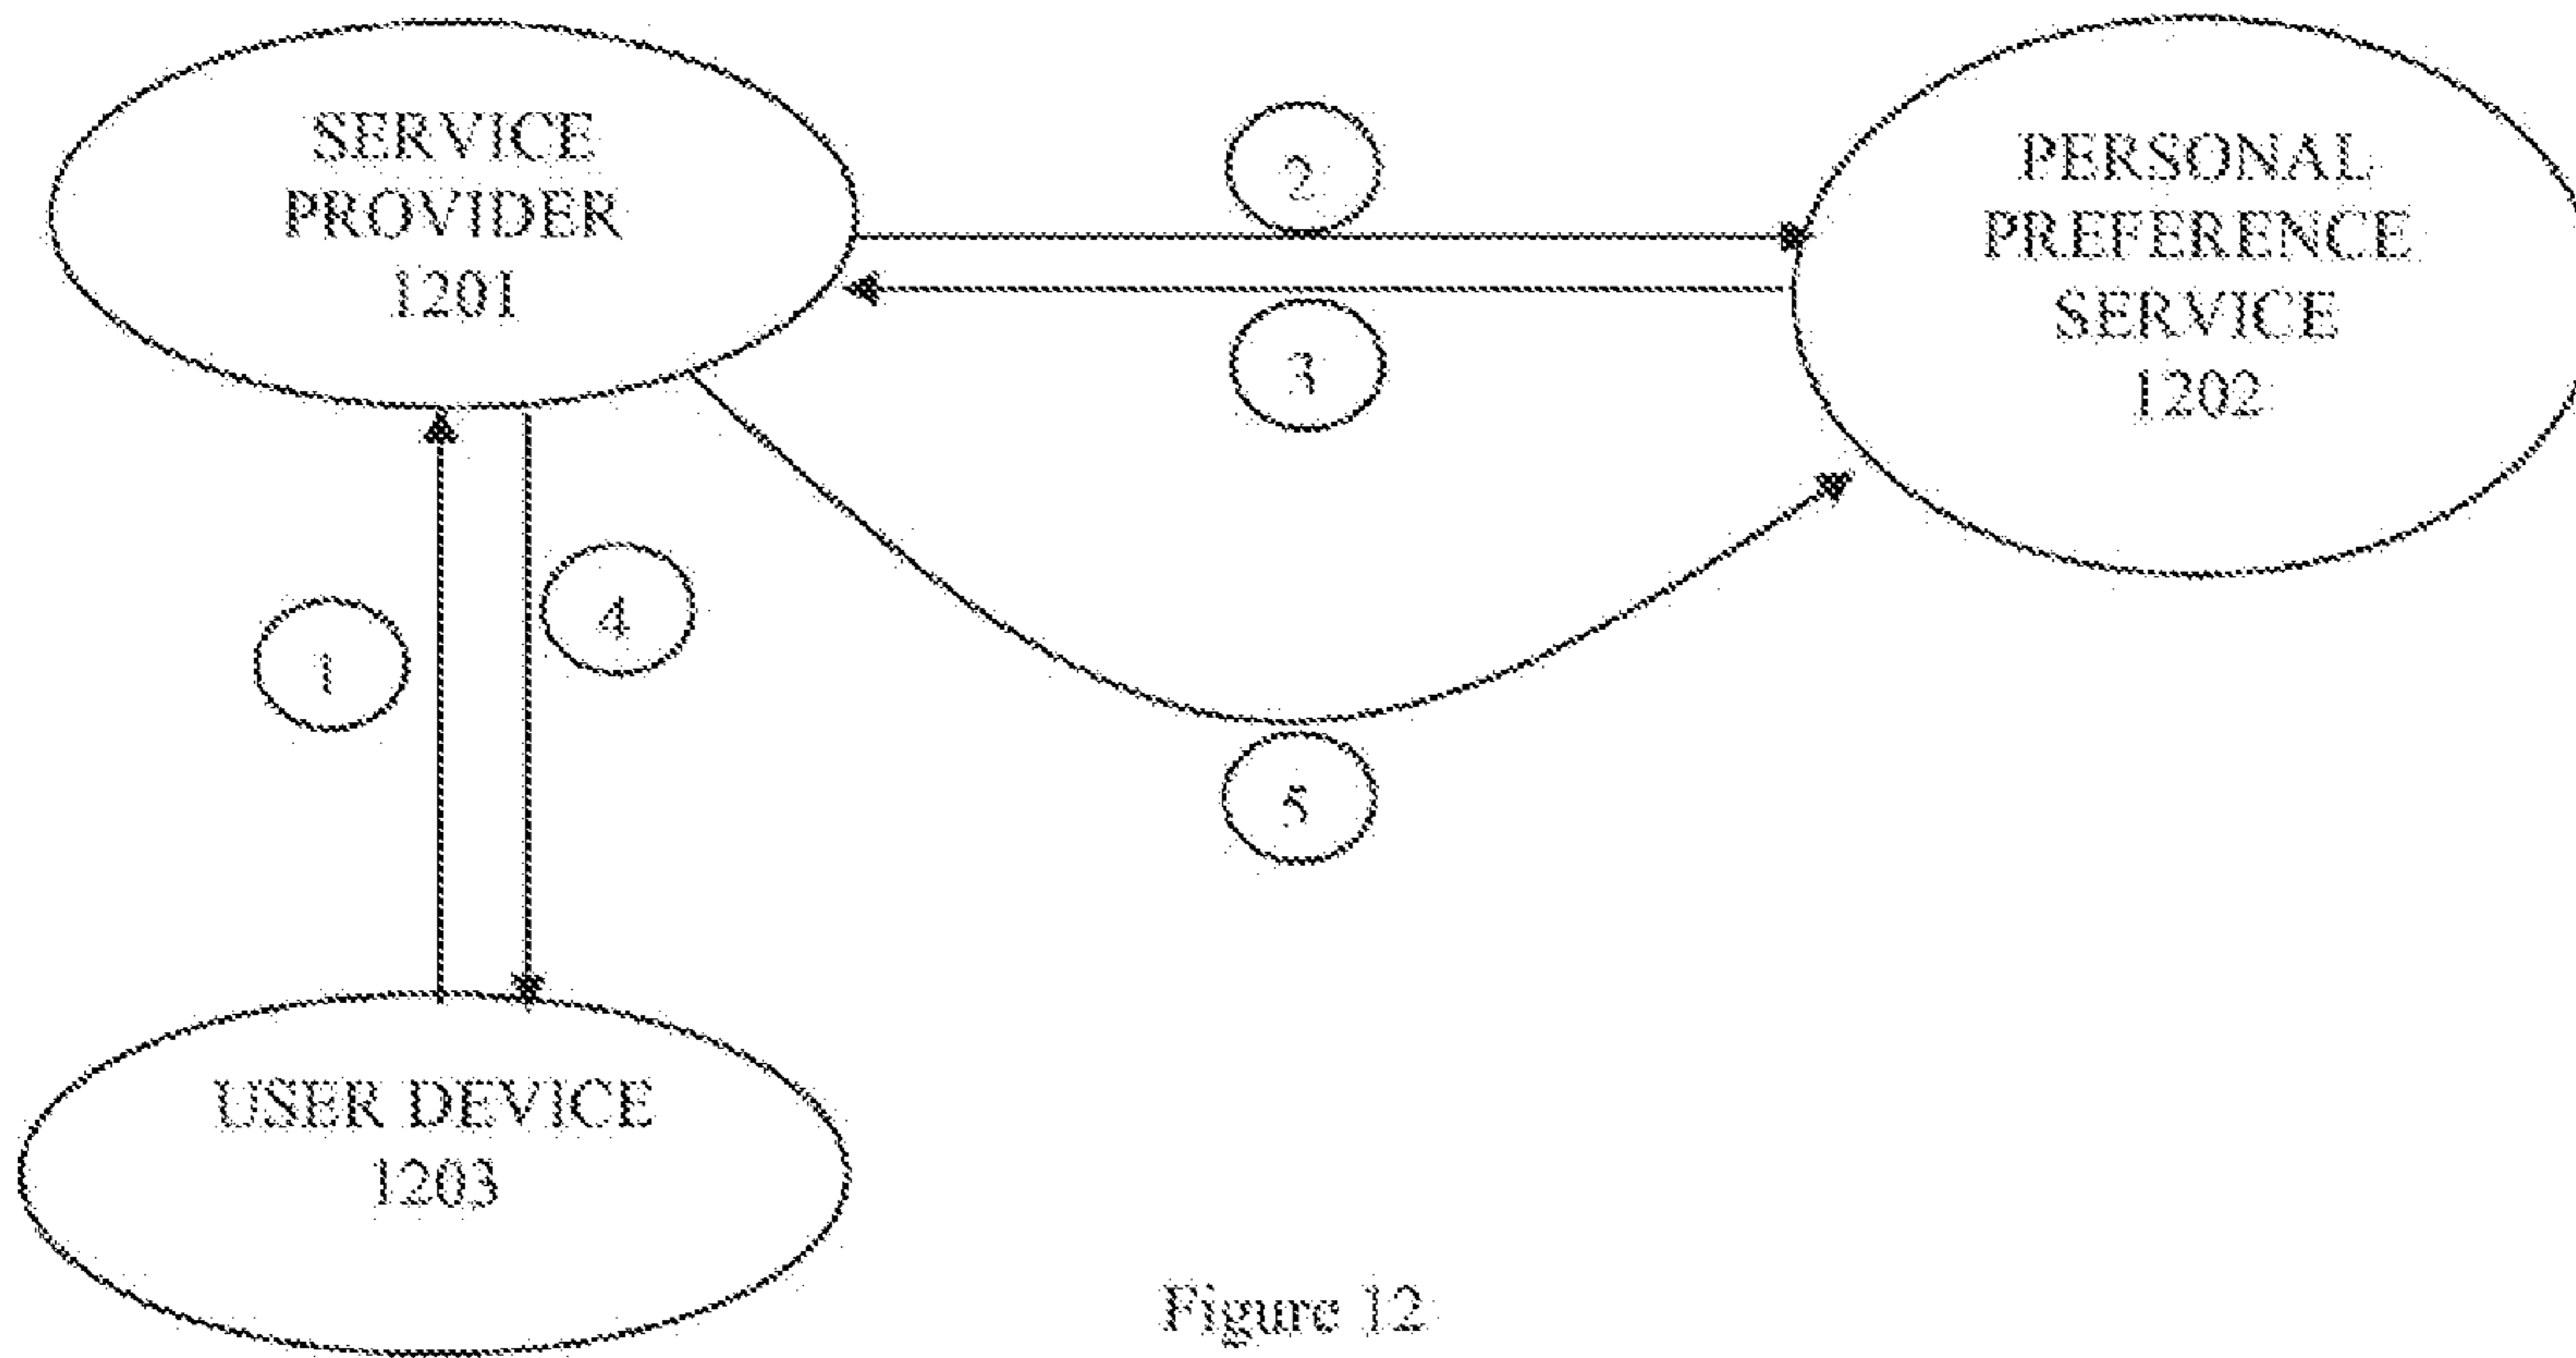 SERVICE
PROVIDER
1201
2
3
PERSONAL
PREFERENCE
SERVICE
1202
1
4
5
USER DEVICE
1203
Figure 12